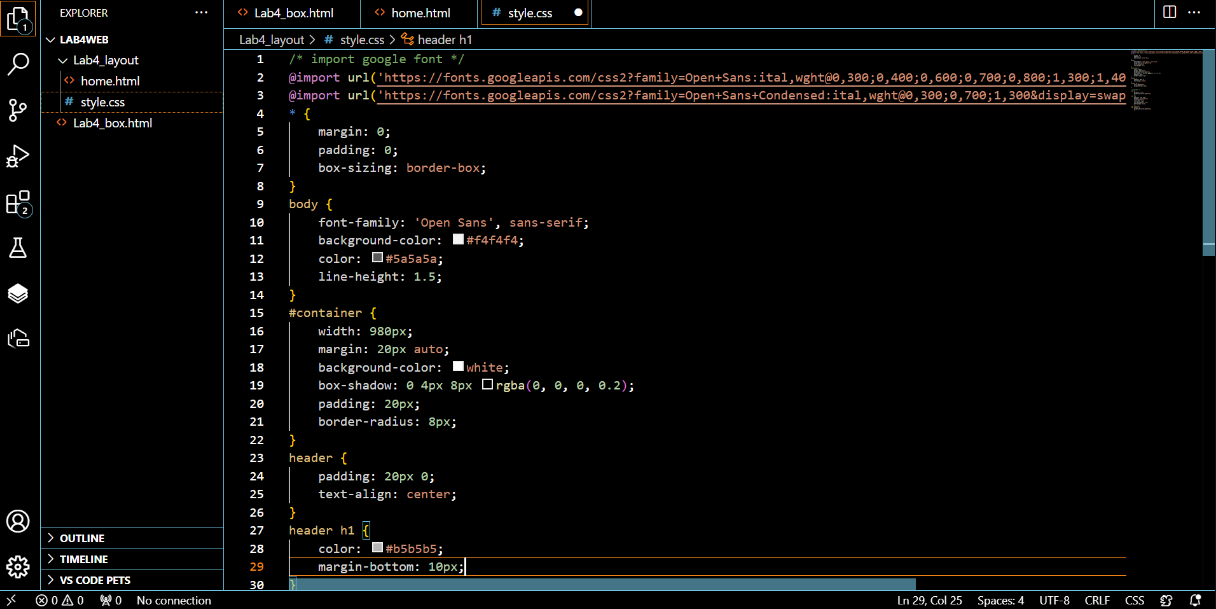 EXPLORER
LAB4WEB
Lab4_layout
home.html
style.css
Lab4_box.html
OUTLINE
TIMELINE
VS CODE PETS
1
2
Lab4_box.html
home.html
style.css
Lab4_layout > # style.css > header h1
1 /* import google font */
2 @import url('https://fonts.googleapis.com/css2?family=Open+Sans:ital,wght@0,300;0,400;0,600;0,700;0,800;1,300;1,40
3 @import url('https://fonts.googleapis.com/css2?family=Open+Sans+Condensed:ital,wght@0,300;0,700;1,300&display=swap
4 * {
5 margin: 0;
6 padding: 0;
7 box-sizing: border-box;
8 }
9 body {
10 font-family: 'Open Sans', sans-serif;
11 background-color: #f4f4f4;
12 color: #5a5a5a;
13 line-height: 1.5;
14 }
15 #container {
16 width: 980px;
17 margin: 20px auto;
18 background-color: white;
19 box-shadow: 0 4px 8px rgba(0, 0, 0, 0.2);
20 padding: 20px;
21 border-radius: 8px;
22 }
23 header {
24 padding: 20px 0;
25 text-align: center;
26 }
27 header h1 {
28 color: #b5b5b5;
29 margin-bottom: 10px;
30 }
0 0 0 No connection Ln 29, Col 25 Spaces: 4 UTF-8 CRLF CSS